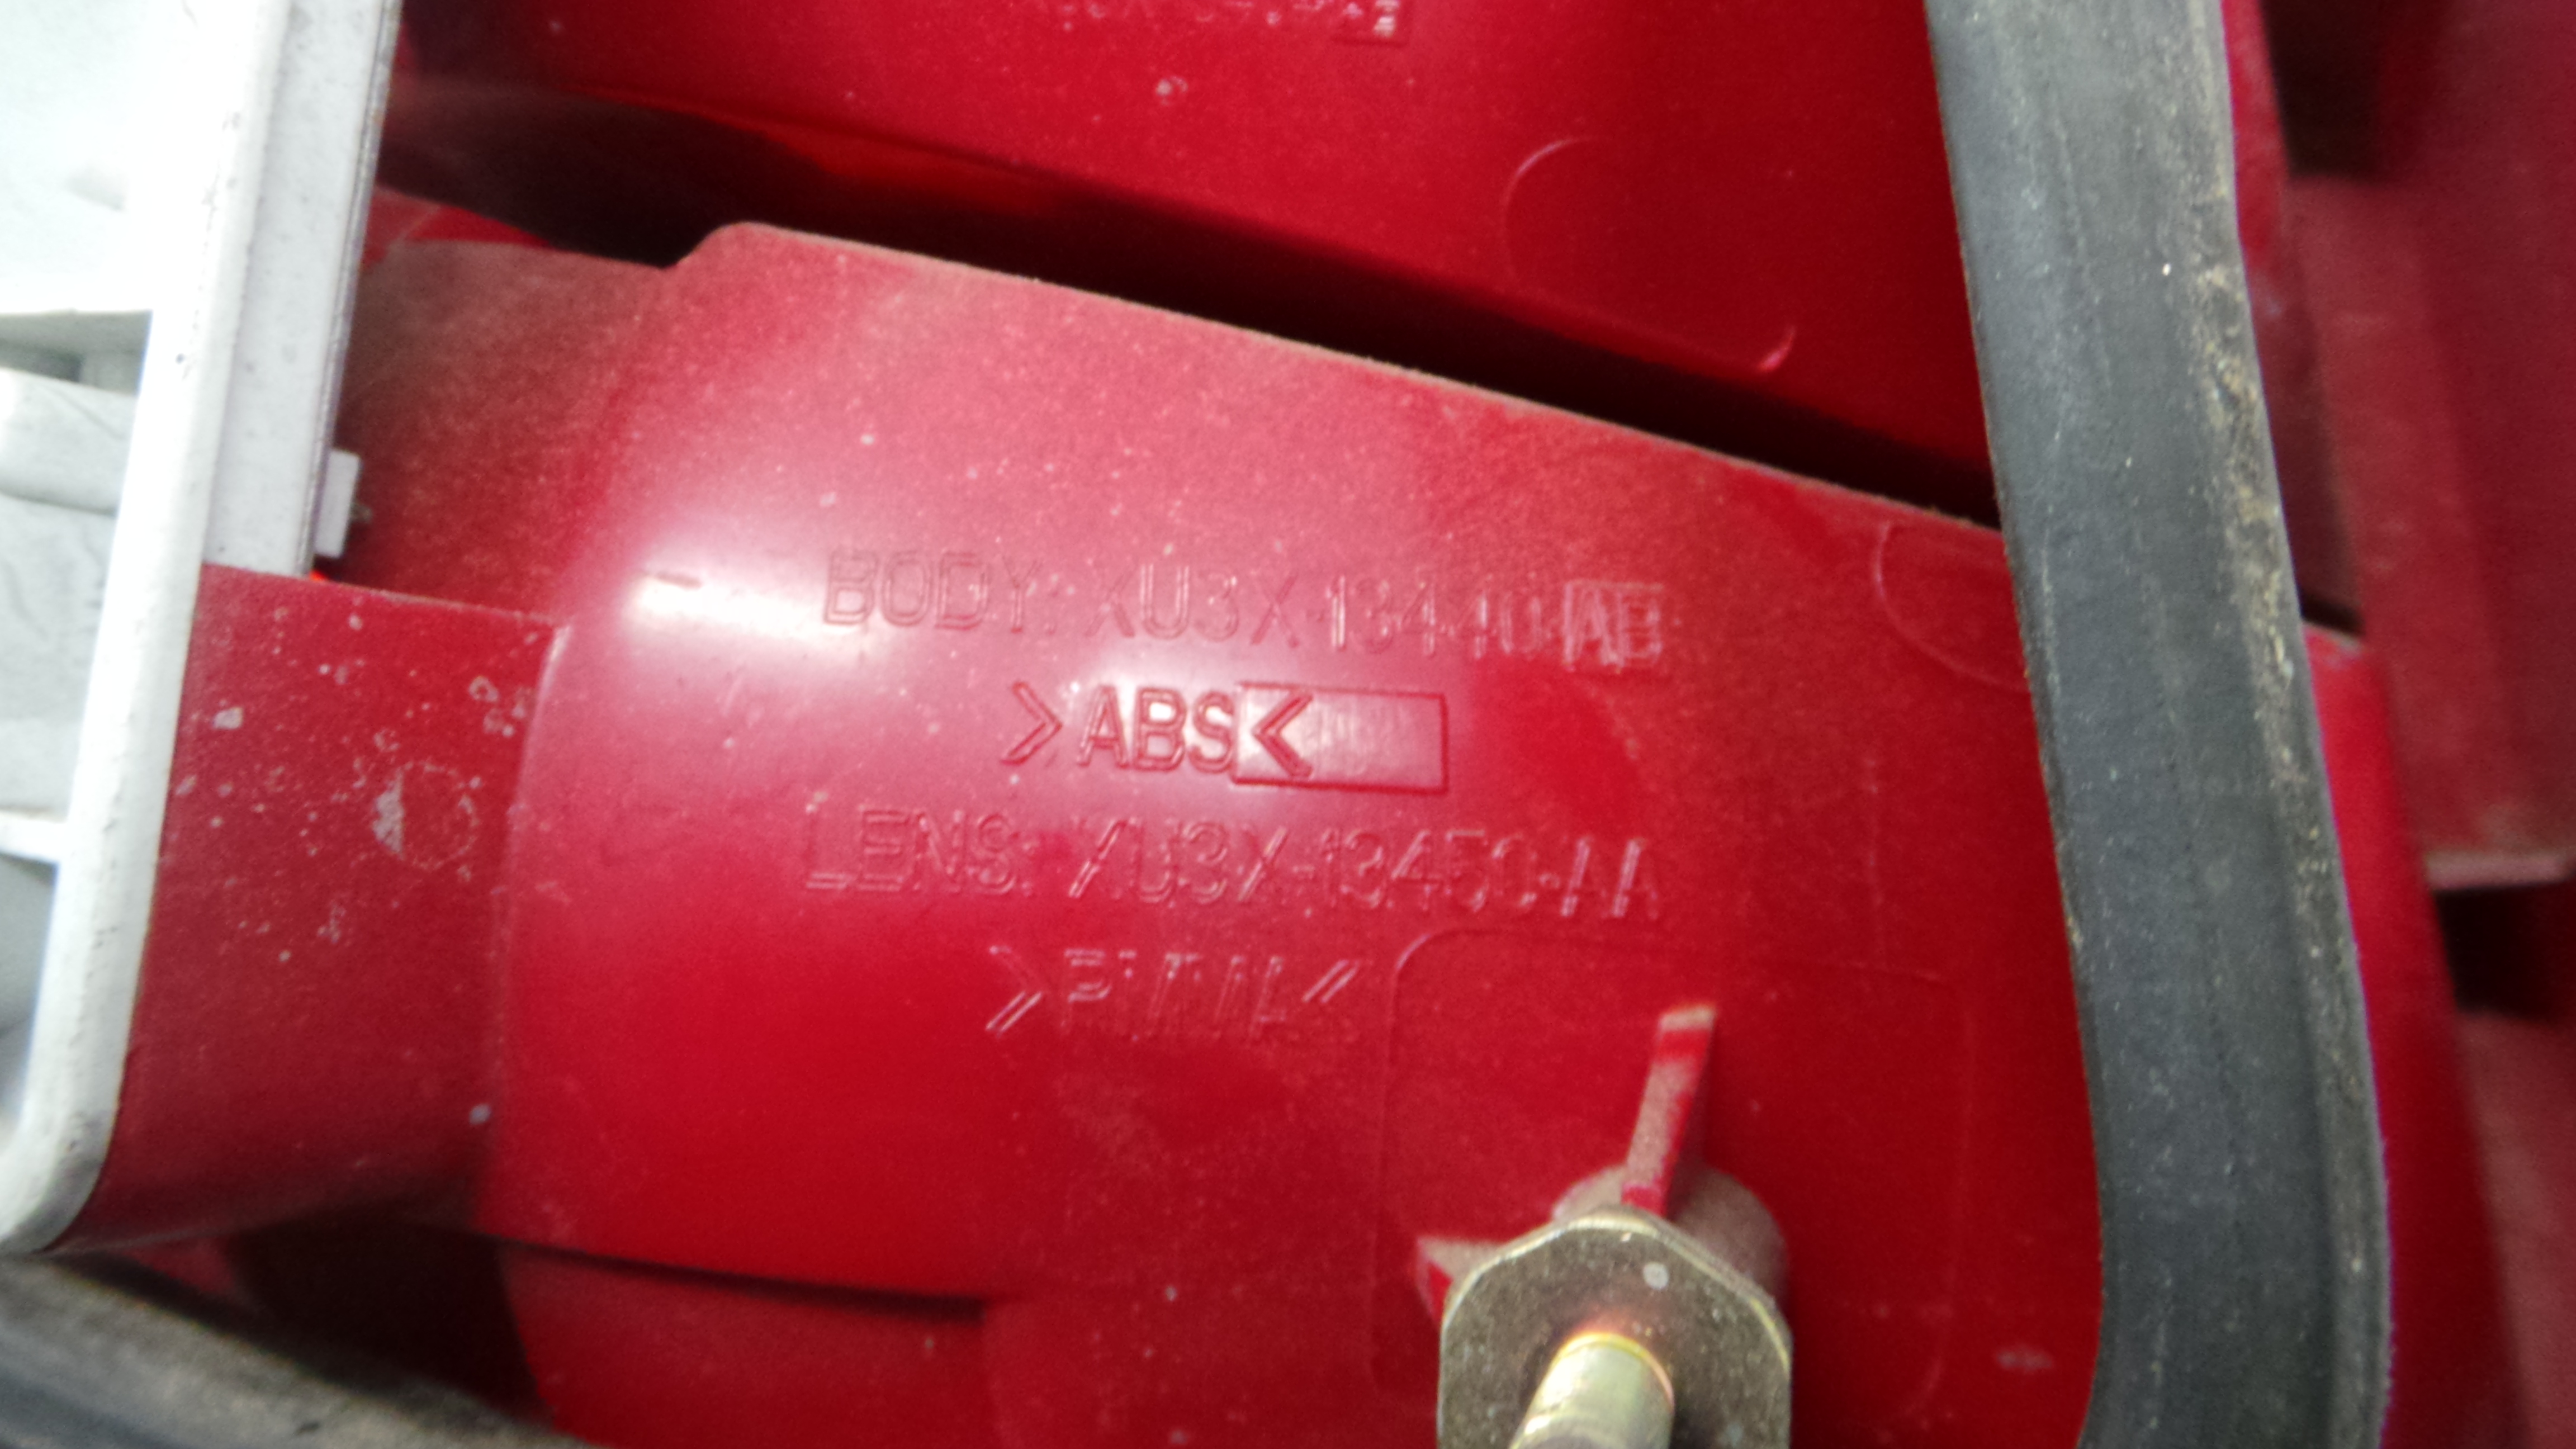 BODY: XU3X-13440-AB
>ABS<
LENS: XU3X-13450-AA
>PMMA<